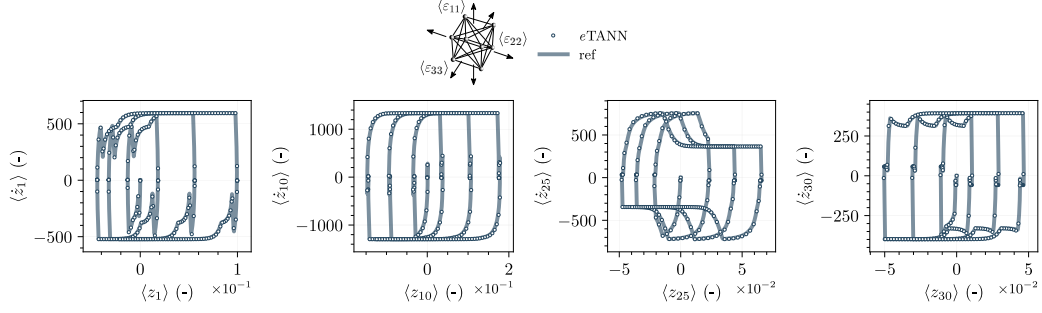 ⟨ε₁₁⟩
⟨ε₂₂⟩
⟨ε₃₃⟩
eTANN
ref
⟨ż₁⟩ (-)
500
0
−500
0
1
⟨z₁⟩ (-)
×10⁻¹
⟨ż₁₀⟩ (-)
1000
0
−1000
0
2
⟨z₁₀⟩ (-)
×10⁻¹
⟨ż₂₅⟩ (-)
500
0
−500
−5
0
5
⟨z₂₅⟩ (-)
×10⁻²
⟨ż₃₀⟩ (-)
250
0
−250
−5
0
5
⟨z₃₀⟩ (-)
×10⁻²